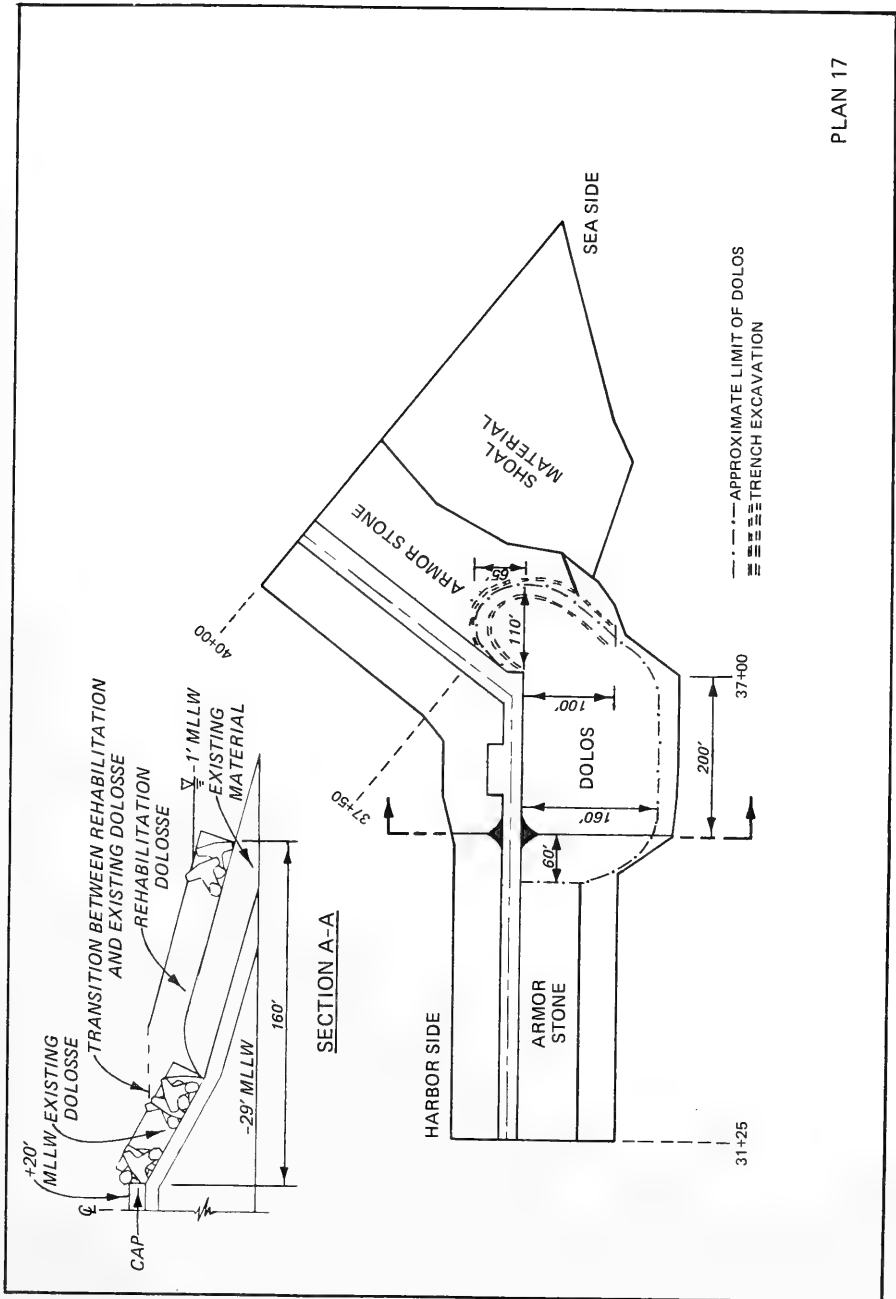 +20'
MLLW
EXISTING
DOLOSSE
TRANSITION BETWEEN REHABILITATION
AND EXISTING DOLOSSE
REHABILITATION
DOLOSSE
-1' MLLW
EXISTING
MATERIAL
℄
CAP
-29' MLLW
160'
SECTION A-A
HARBOR SIDE
SEA SIDE
40+00
37+50
37+00
31+25
ARMOR STONE
SHOAL
MATERIAL
65'
110'
100'
DOLOS
160'
200'
60'
ARMOR
STONE
APPROXIMATE LIMIT OF DOLOS
TRENCH EXCAVATION
PLAN 17